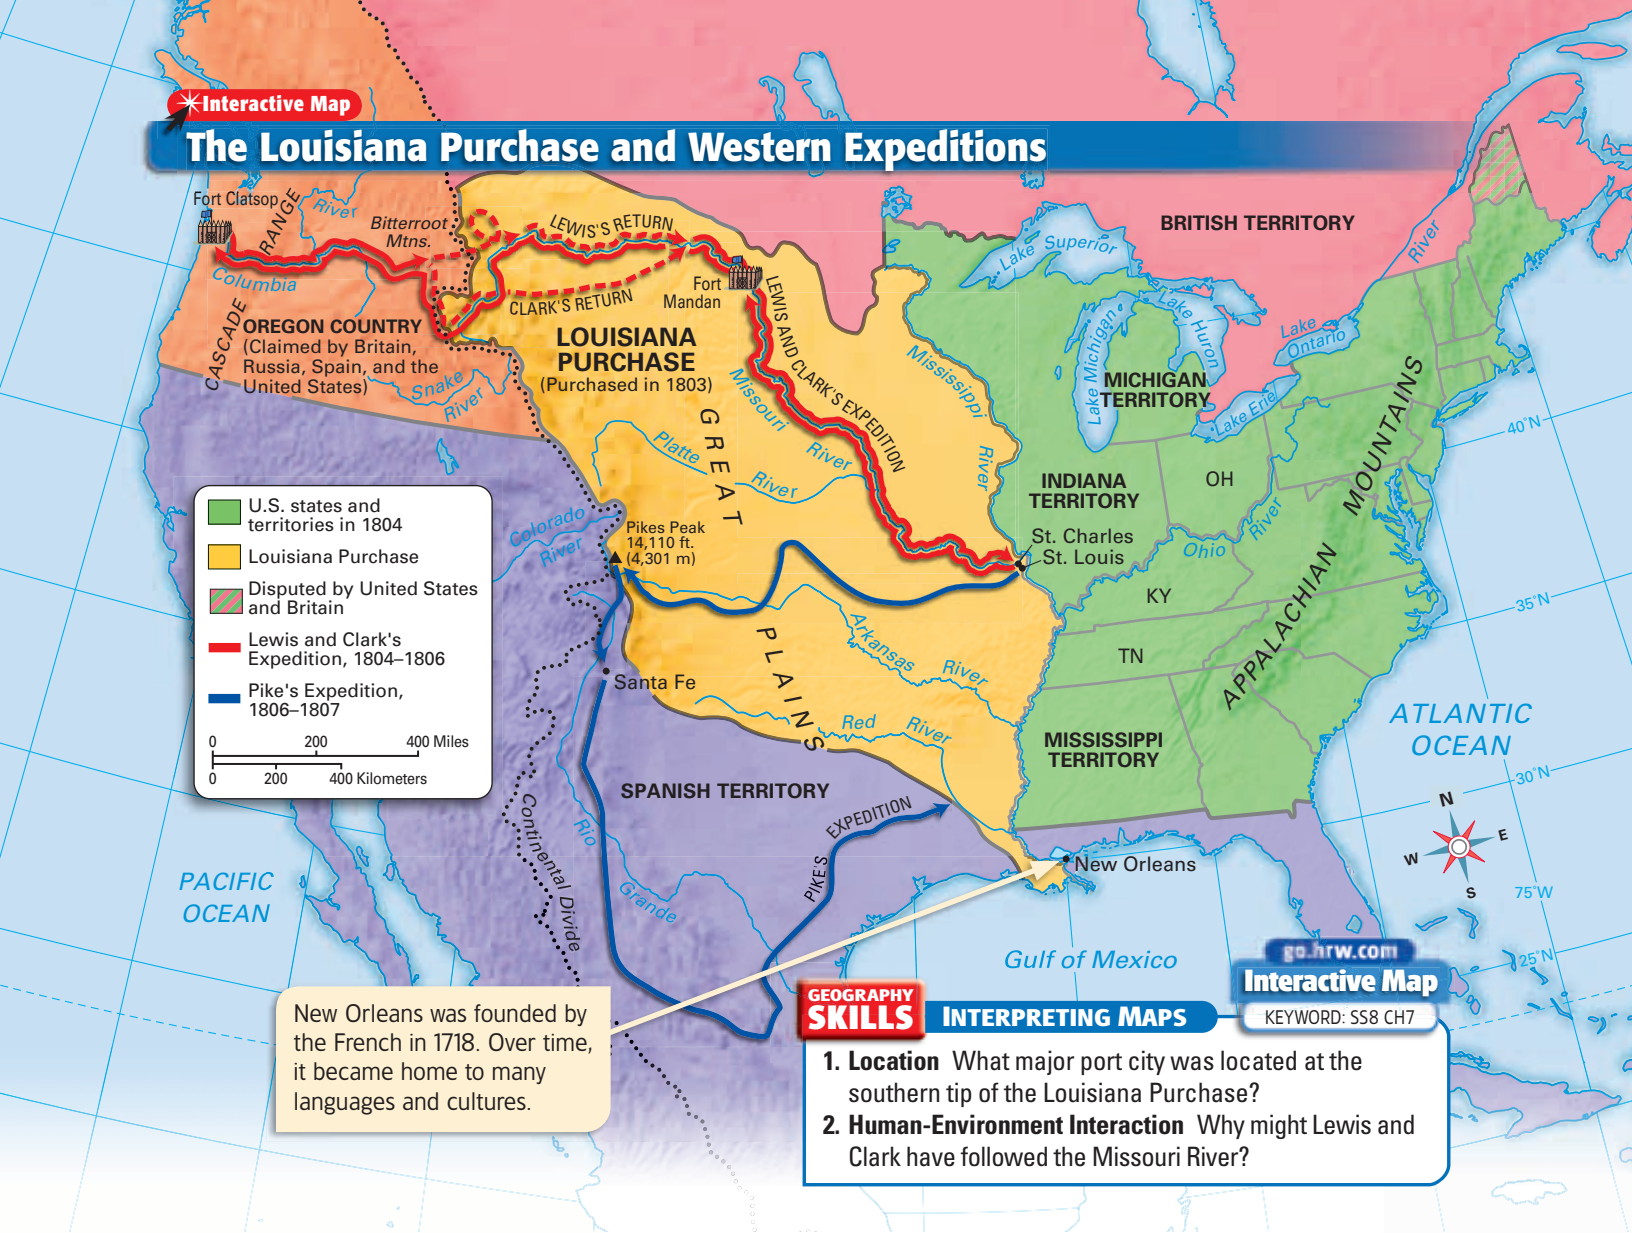 Interactive Map
The Louisiana Purchase and Western Expeditions
Fort Clatsop
RANGE
River
Bitterroot
Mtns.
LEWIS'S RETURN
Columbia
CASCADE
CLARK'S RETURN
Fort
Mandan
LEWIS AND CLARK'S EXPEDITION
OREGON COUNTRY
(Claimed by Britain,
Russia, Spain, and the
United States)
Snake
River
LOUISIANA
PURCHASE
(Purchased in 1803)
Missouri
River
Mississippi
River
Platte
River
GREAT
PLAINS
BRITISH TERRITORY
Lake Superior
Lake Michigan
Lake Huron
Lake
Ontario
Lake Erie
River
MICHIGAN
TERRITORY
INDIANA
TERRITORY
OH
Ohio
River
APPALACHIAN
MOUNTAINS
40°N
35°N
30°N
25°N
75°W
St. Charles
St. Louis
KY
TN
MISSISSIPPI
TERRITORY
Colorado
River
Pikes Peak
14,110 ft.
(4,301 m)
Arkansas
River
Santa Fe
Red
River
SPANISH TERRITORY
PIKE'S
EXPEDITION
Rio
Grande
Continental Divide
New Orleans
ATLANTIC
OCEAN
PACIFIC
OCEAN
Gulf of Mexico
N
E
W
S
U.S. states and
territories in 1804
Louisiana Purchase
Disputed by United States
and Britain
Lewis and Clark's
Expedition, 1804–1806
Pike's Expedition,
1806–1807
0 200 400 Miles
0 200 400 Kilometers
New Orleans was founded by
the French in 1718. Over time,
it became home to many
languages and cultures.
go.hrw.com
Interactive Map
KEYWORD: SS8 CH7
GEOGRAPHY
SKILLS
INTERPRETING MAPS
1. Location What major port city was located at the
southern tip of the Louisiana Purchase?
2. Human-Environment Interaction Why might Lewis and
Clark have followed the Missouri River?